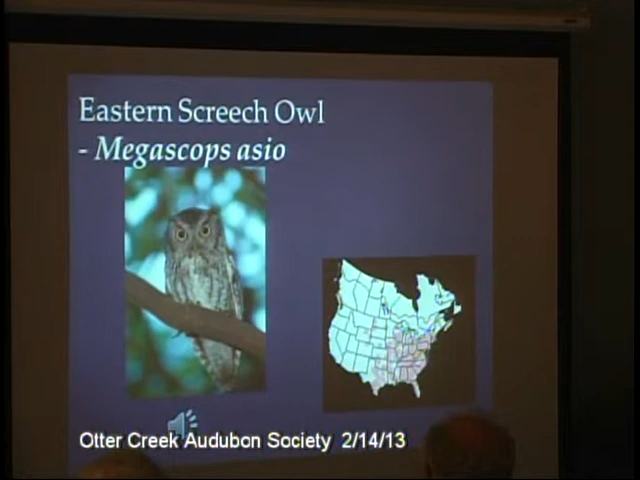 Eastern Screech Owl
- Megascops asio
Otter Creek Audubon Society 2/14/13